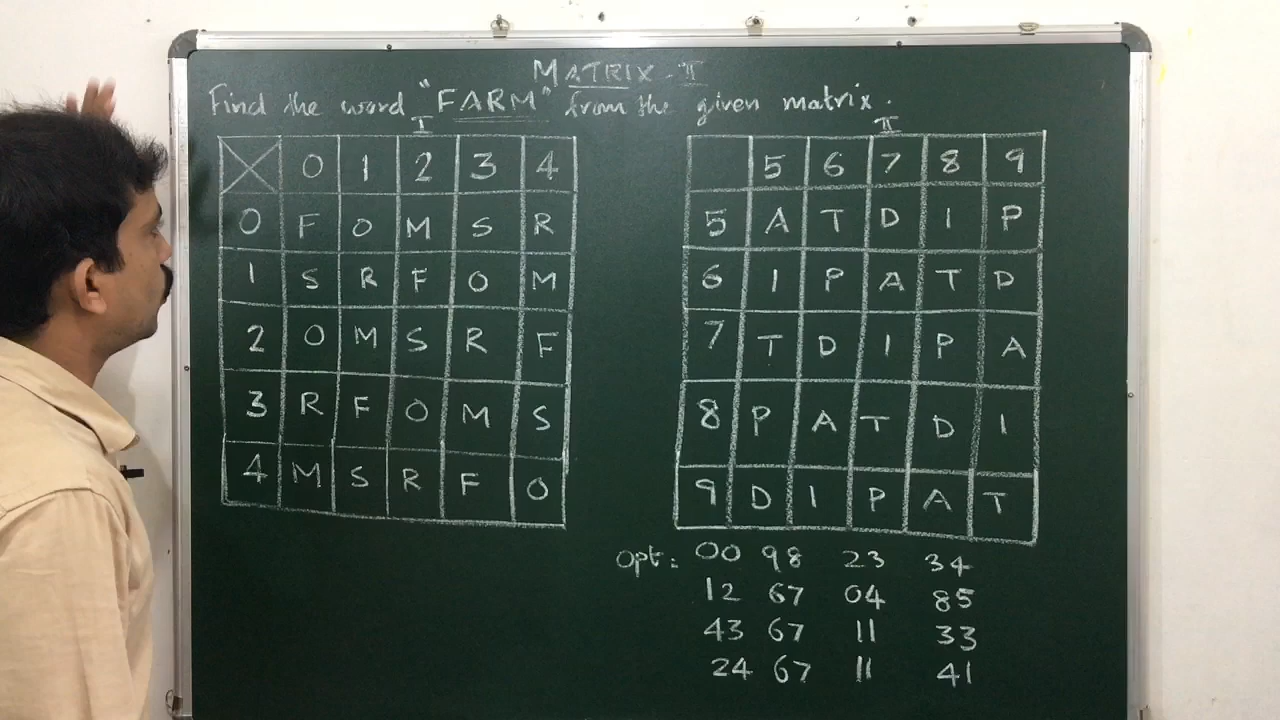 MATRIX - II
Find the word "FARM" from the given matrix.
I
0 1 2 3 4
0 F O M S R
1 S R F O M
2 O M S R F
3 R F O M S
4 M S R F O
II
5 6 7 8 9
5 A T D I P
6 I P A T D
7 T D I P A
8 P A T D I
9 D I P A T
opt: 00 98 23 34
12 67 04 85
43 67 11 33
24 67 11 41